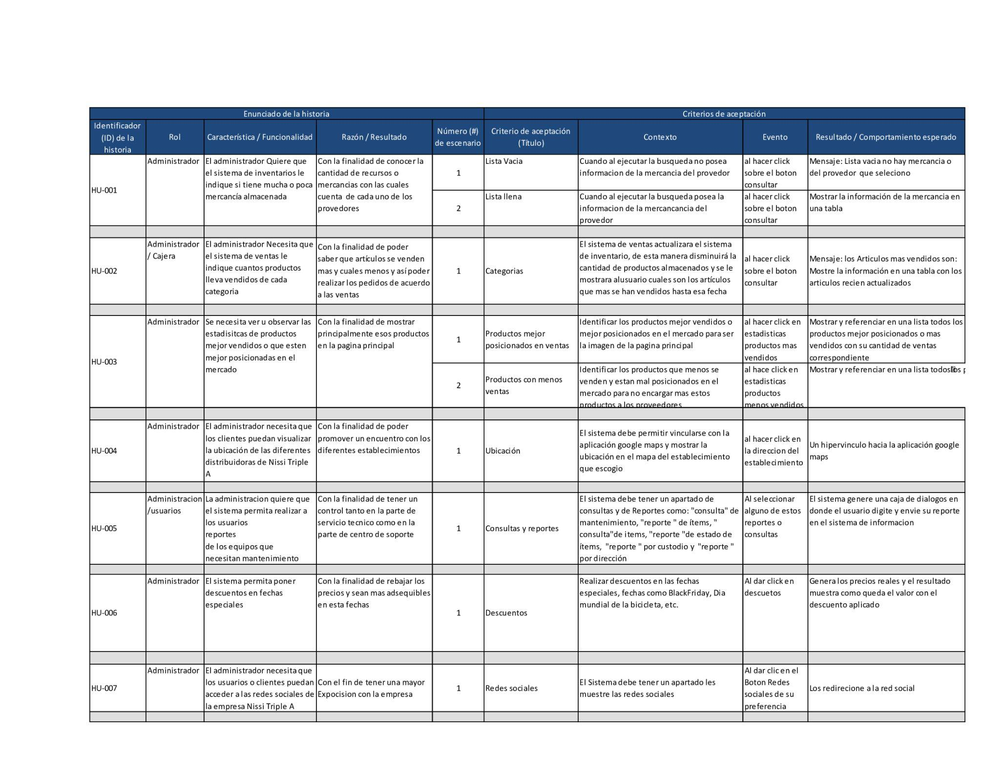 Enunciado de la historia
Criterios de aceptación
Identificador
(ID) de la
historia
Rol
Característica / Funcionalidad
Razón / Resultado
Número (#)
de escenario
Criterio de aceptación
(Título)
Contexto
Evento
Resultado / Comportamiento esperado
HU-001
Administrador
El administrador Quiere que
el sistema de inventarios le
indique si tiene mucha o poca
mercancía almacenada
Con la finalidad de conocer la
cantidad de recursos o
mercancias con las cuales
cuenta de cada uno de los
provedores
1
Lista Vacia
Cuando al ejecutar la busqueda no posea
informacion de la mercancia del provedor
al hacer click
sobre el boton
consultar
Mensaje: Lista vacia no hay mercancia o
del provedor que seleciono
2
Lista llena
Cuando al ejecutar la busqueda posea la
informacion de la mercancancia del
provedor
al hacer click
sobre el boton
consultar
Mostrar la información de la mercancia en
una tabla
HU-002
Administrador
/ Cajera
El administrador Necesita que
el sistema de ventas le
indique cuantos productos
lleva vendidos de cada
categoria
Con la finalidad de poder
saber que artículos se venden
mas y cuales menos y así poder
realizar los pedidos de acuerdo
a las ventas
1
Categorias
El sistema de ventas actualizara el sistema
de inventario, de esta manera disminuirá la
cantidad de productos almacenados y se le
mostrara alusuario cuales son los artículos
que mas se han vendidos hasta esa fecha
al hacer click
sobre el boton
consultar
Mensaje: los Articulos mas vendidos son:
Mostre la información en una tabla con los
articulos recien actualizados
HU-003
Administrador
Se necesita ver u observar las
estadisitcas de productos
mejor vendidos o que esten
mejor posicionadas en el
mercado
Con la finalidad de mostrar
principalmente esos productos
en la pagina principal
1
Productos mejor
posicionados en ventas
Identificar los productos mejor vendidos o
mejor posicionados en el mercado para ser
la imagen de la pagina principal
al hacer click en
estadisticas
productos mas
vendidos
Mostrar y referenciar en una lista todos los
productos mejor posicionados o mas
vendidos con su cantidad de ventas
correspondiente
2
Productos con menos
ventas
Identificar los productos que menos se
venden y estan mal posicionados en el
mercado para no encargar mas estos
productos a los proveedores
al hace click en
estadisticas
productos
menos vendidos
Mostrar y referenciar en una lista todos los
HU-004
Administrador
El administrador necesita que
los clientes puedan visualizar
la ubicación de las diferentes
distribuidoras de Nissi Triple
A
Con la finalidad de poder
promover un encuentro con los
diferentes establecimientos
1
Ubicación
El sistema debe permitir vincularse con la
aplicación google maps y mostrar la
ubicación en el mapa del establecimiento
que escogio
al hacer click en
la direccion del
establecimiento
Un hipervinculo hacia la aplicación google
maps
HU-005
Administracion
/usuarios
La administracion quiere que
el sistema permita realizar a
los usuarios
reportes
de los equipos que
necesitan mantenimiento
Con la finalidad de tener un
control tanto en la parte de
servicio tecnico como en la
parte de centro de soporte
1
Consultas y reportes
El sistema debe tener un apartado de
consultas y de Reportes como: "consulta" de
mantenimiento, "reporte " de ítems, "
consulta"de items, "reporte "de estado de
ítems,  "reporte " por custodio y  "reporte "
por dirección
Al seleccionar
alguno de estos
reportes o
consultas
El sistema genere una caja de dialogos en
donde el usuario digite y envie su reporte
en el sistema de informacion
HU-006
Administrador
El sistema permita poner
descuentos en fechas
especiales
Con la finalidad de rebajar los
precios y sean mas adsequibles
en esta fechas
1
Descuentos
Realizar descuentos en las fechas
especiales, fechas como BlackFriday, Dia
mundial de la bicicleta, etc.
Al dar click en
descuetos
Genera los precios reales y el resultado
muestra como queda el valor con el
descuento aplicado
HU-007
Administrador
El administrador necesita que
los usuarios o clientes puedan
acceder a las redes sociales de
la empresa Nissi Triple A
Con el fin de tener una mayor
Expocision con la empresa
1
Redes sociales
El Sistema debe tener un apartado les
muestre las redes sociales
Al dar clic en el
Boton Redes
sociales de su
preferencia
Los redirecione a la red social